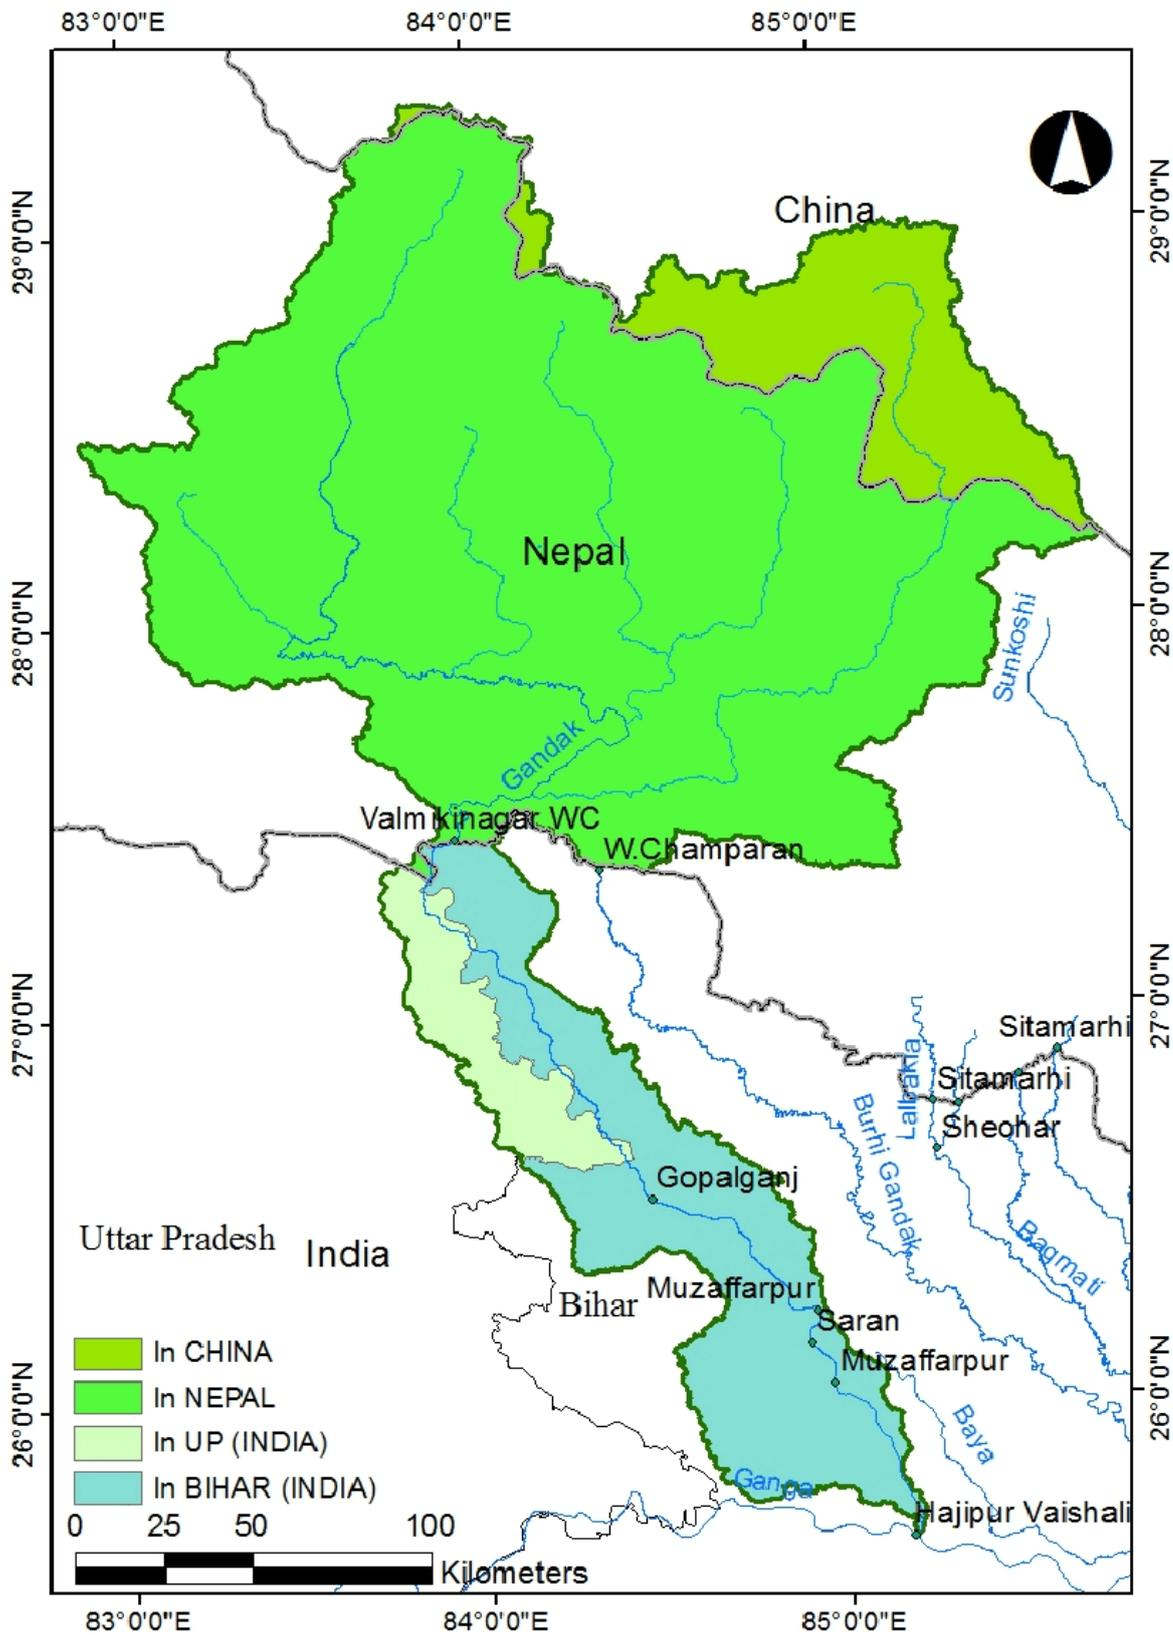 83°0'0"E 84°0'0"E 85°0'0"E
29°0'0"N
29°0'0"N
China
Nepal
28°0'0"N
28°0'0"N
Sunkoshi
Gandak
Valmikinagar WC
W.Champaran
27°0'0"N
27°0'0"N
Sitamarhi
Lalbakia
Sitamarhi
Sheohar
Burhi Gandak
Gopalganj
Bagmati
Uttar Pradesh
India
Bihar
Muzaffarpur
Saran
Muzaffarpur
26°0'0"N
26°0'0"N
Baya
Ganga
Hajipur Vaishali
In CHINA
In NEPAL
In UP (INDIA)
In BIHAR (INDIA)
0 25 50 100
Kilometers
83°0'0"E 84°0'0"E 85°0'0"E